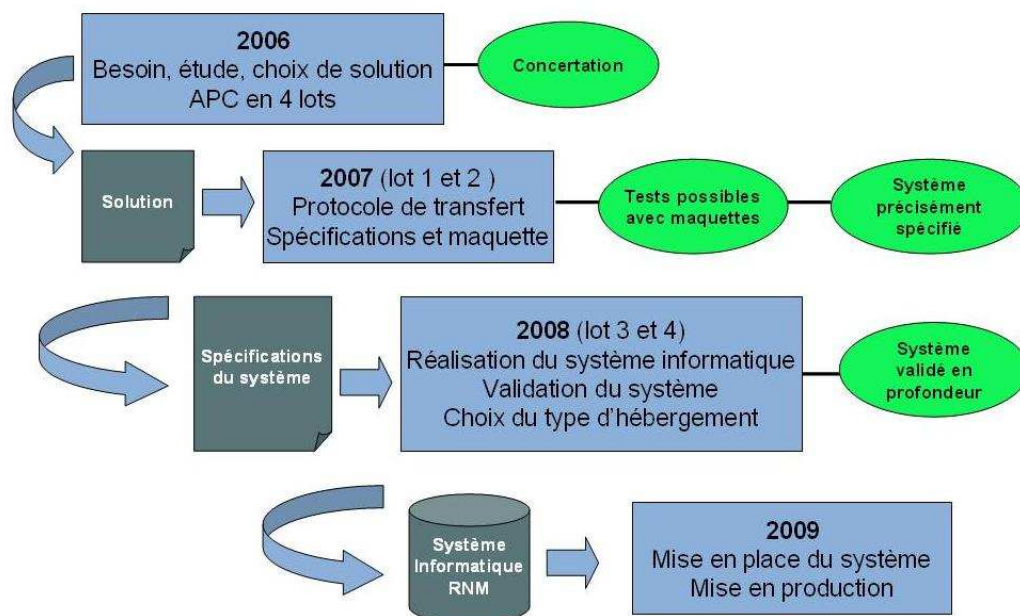 2006
Besoin, étude, choix de solution
APC en 4 lots
Concertation
Solution
2007 (lot 1 et 2 )
Protocole de transfert
Spécifications et maquette
Tests possibles
avec maquettes
Système
précisément
spécifié
Spécifications
du système
2008 (lot 3 et 4)
Réalisation du système informatique
Validation du système
Choix du type d'hébergement
Système
validé en
profondeur
Système
Informatique
RNM
2009
Mise en place du système
Mise en production